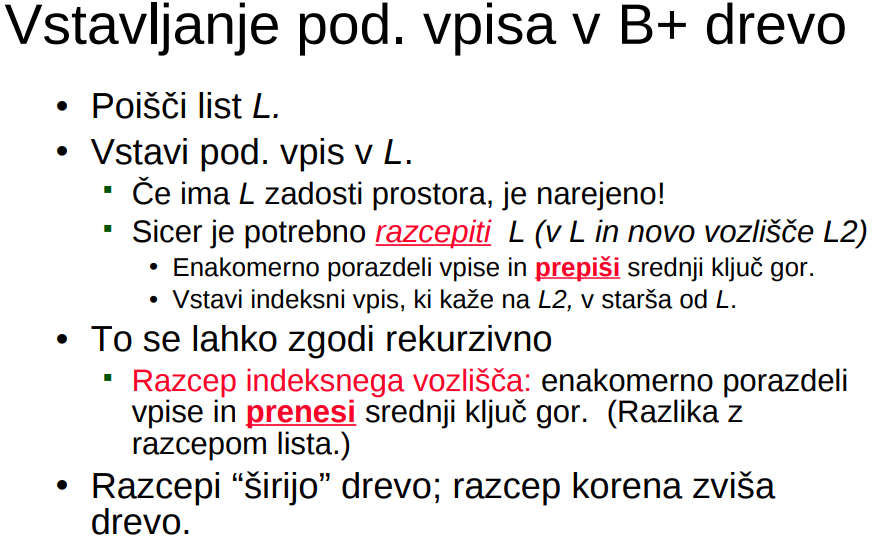 Vstavljanje pod. vpisa v B+ drevo
• Poišči list L.
• Vstavi pod. vpis v L.
▪ Če ima L zadosti prostora, je narejeno!
▪ Sicer je potrebno razcepiti L (v L in novo vozlišče L2)
• Enakomerno porazdeli vpise in prepiši srednji ključ gor.
• Vstavi indeksni vpis, ki kaže na L2, v starša od L.
• To se lahko zgodi rekurzivno
▪ Razcep indeksnega vozlišča: enakomerno porazdeli
vpise in prenesi srednji ključ gor. (Razlika z
razcepom lista.)
• Razcepi “širijo” drevo; razcep korena zviša
drevo.